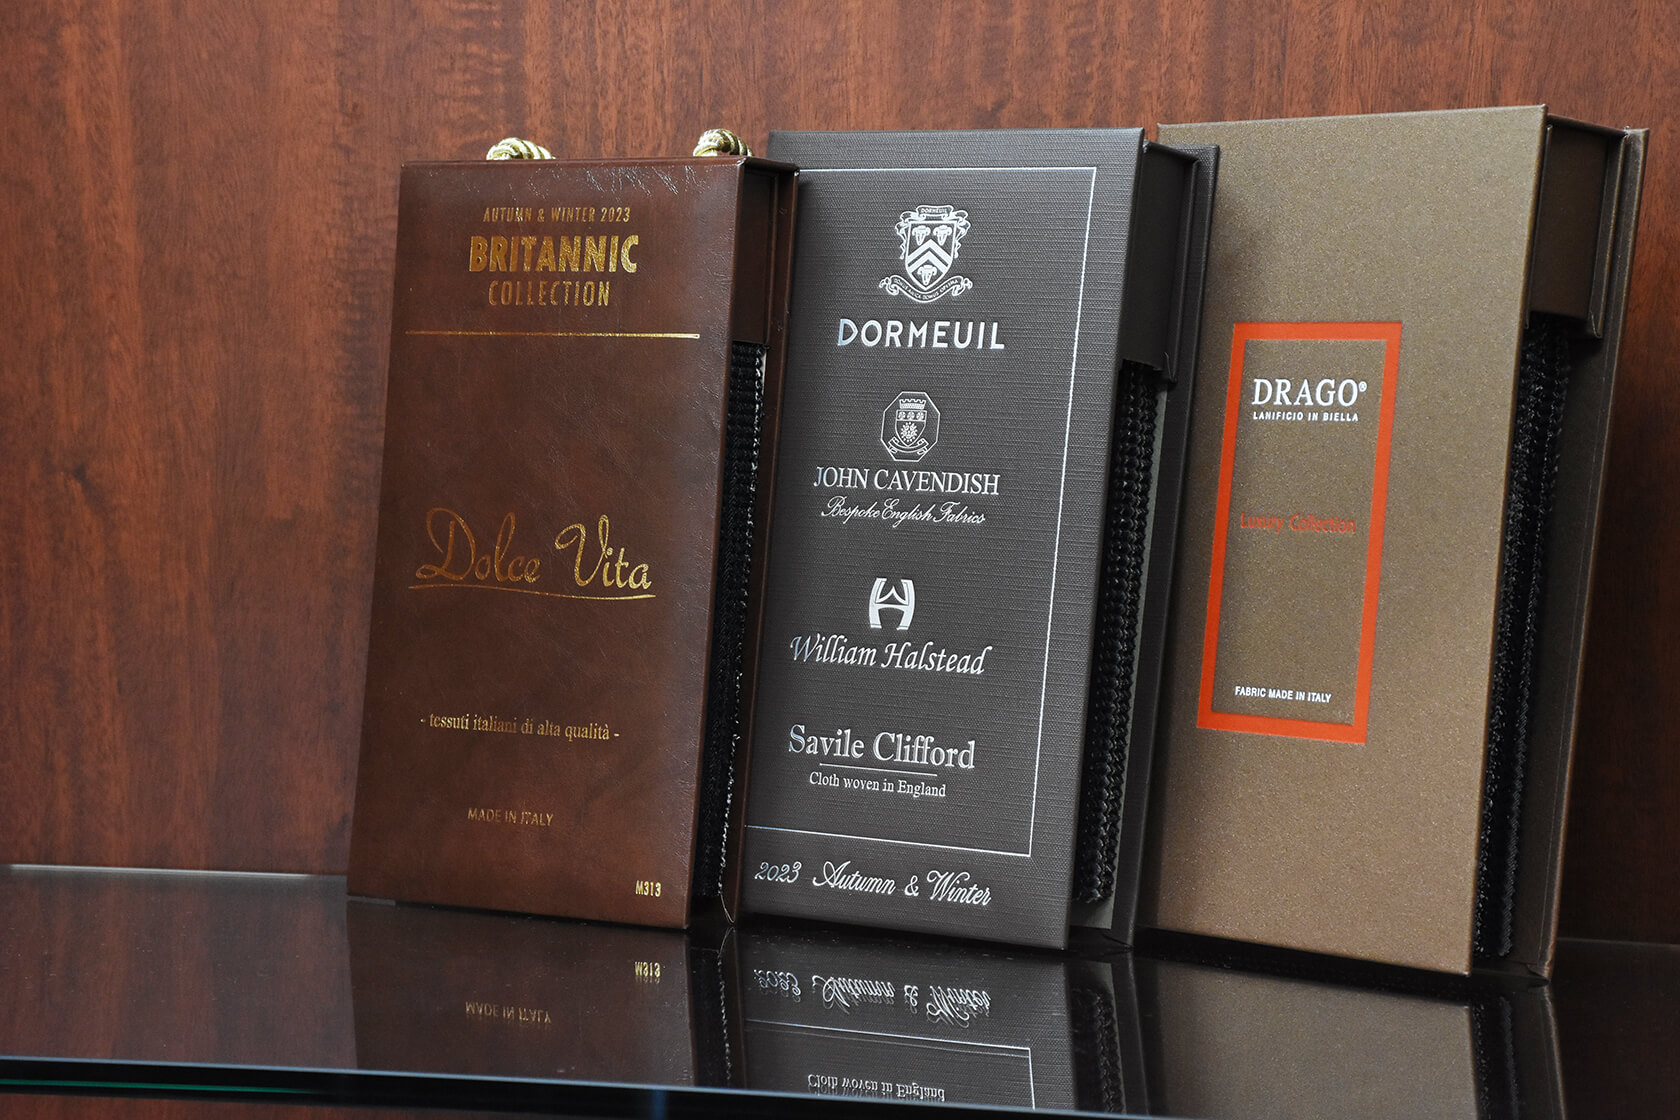 AUTUMN & WINTER 2023
BRITANNIC
COLLECTION
Dolce Vita
- tessuti italiani di alta qualità -
MADE IN ITALY
M313
DORMEUIL
DORMEUIL
JOHN CAVENDISH
Bespoke English Fabrics
William Halstead
Savile Clifford
Cloth woven in England
2023 Autumn & Winter
DRAGO®
LANIFICIO IN BIELLA
Luxury Collection
FABRIC MADE IN ITALY